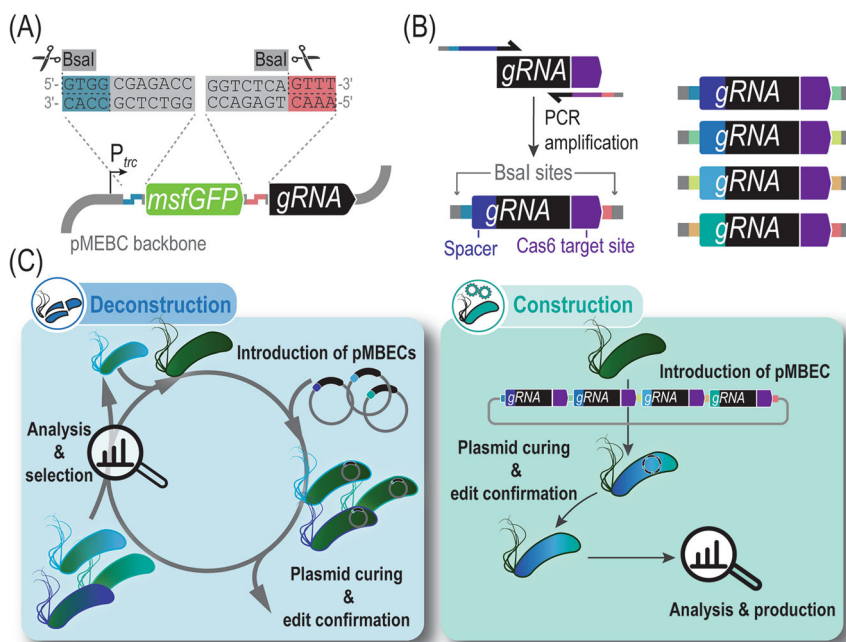 (A)
BsaI
BsaI
5'- GTGG CGAGACC GGTCTCA GTTT -3'
3'- CACC GCTCTGG CCAGAGT CAAA -5'
Ptrc
msfGFP
gRNA
pMEBC backbone
(B)
gRNA
PCR
amplification
BsaI sites
gRNA
Spacer
Cas6 target site
gRNA
gRNA
gRNA
gRNA
(C)
Deconstruction
Introduction of pMBECs
Analysis
&
selection
Plasmid curing
&
edit confirmation
Construction
Introduction of pMBEC
gRNA gRNA gRNA gRNA
Plasmid curing
&
edit confirmation
Analysis & production